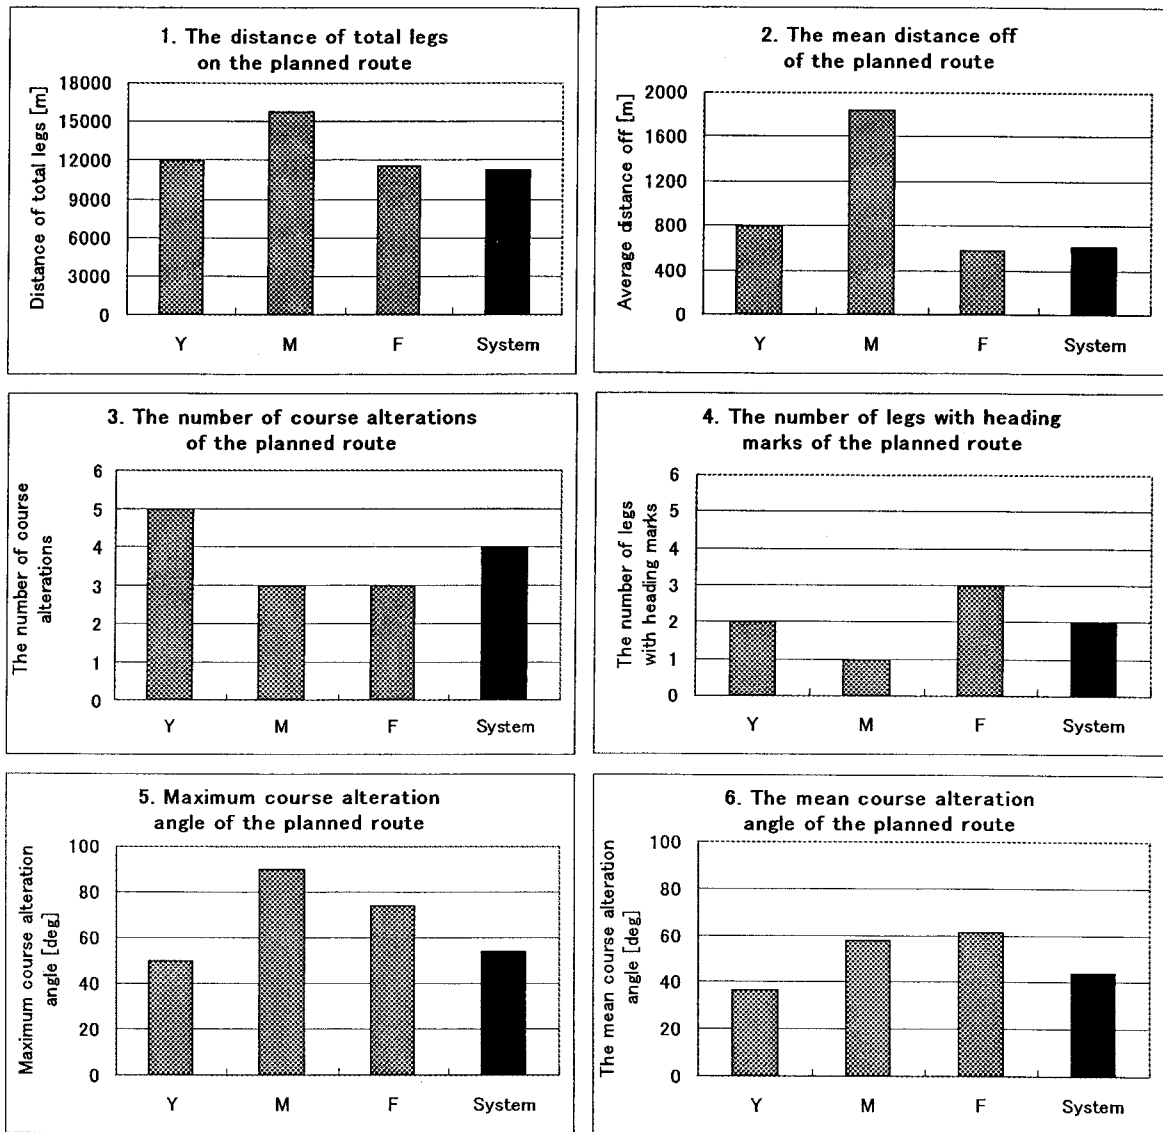 1. The distance of total legs
on the planned route
Distance of total legs [m]
18000
15000
12000
9000
6000
3000
0
Y M F System
2. The mean distance off
of the planned route
Average distance off [m]
2000
1600
1200
800
400
0
Y M F System
3. The number of course alterations
of the planned route
The number of course
alterations
6
5
4
3
2
1
0
Y M F System
4. The number of legs with heading
marks of the planned route
The number of legs
with heading marks
6
5
4
3
2
1
0
Y M F System
5. Maximum course alteration
angle of the planned route
Maximum course alteration
angle [deg]
100
80
60
40
20
0
Y M F System
6. The mean course alteration
angle of the planned route
The mean course alteration
angle [deg]
100
80
60
40
20
0
Y M F System